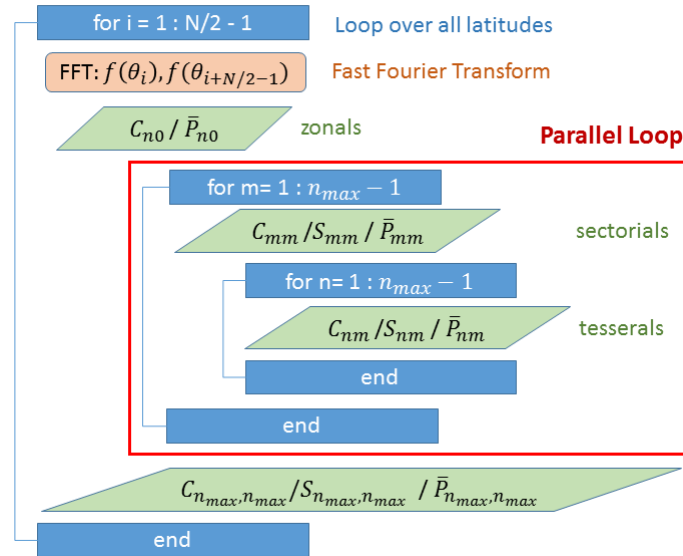 for i = 1 : N/2 - 1 Loop over all latitudes
FFT: f(θ_i), f(θ_{i+N/2−1}) Fast Fourier Transform
C_{n0} / P̄_{n0} zonals
Parallel Loop
for m= 1 : n_{max} − 1
C_{mm} /S_{mm} / P̄_{mm} sectorials
for n= 1 : n_{max} − 1
C_{nm} /S_{nm} / P̄_{nm} tesserals
end
end
C_{n_{max},n_{max}}/S_{n_{max},n_{max}} / P̄_{n_{max},n_{max}}
end